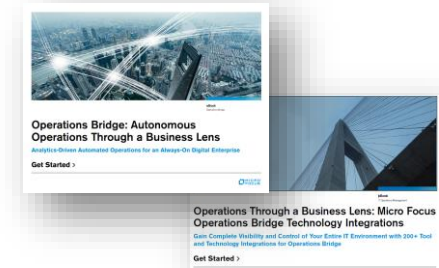 Operations Bridge: Autonomous
Operations Through a Business Lens
Analytics-Driven Automated Operations for an Always-On Digital Enterprise
Get Started >
MICRO
FOCUS
Operations Through a Business Lens: Micro Focus
Operations Bridge Technology Integrations
Gain Complete Visibility and Control of Your Entire IT Environment with 200+ Tool
and Technology Integrations for Operations Bridge
Get Started >